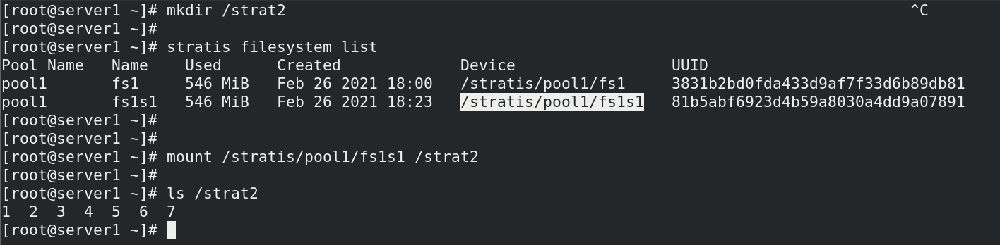 [root@server1 ~]# mkdir /strat2 ^C
[root@server1 ~]#
[root@server1 ~]# stratis filesystem list
Pool Name   Name    Used      Created             Device                 UUID
pool1       fs1     546 MiB   Feb 26 2021 18:00   /stratis/pool1/fs1     3831b2bd0fda433d9af7f33d6b89db81
pool1       fs1s1   546 MiB   Feb 26 2021 18:23   /stratis/pool1/fs1s1   81b5abf6923d4b59a8030a4dd9a07891
[root@server1 ~]#
[root@server1 ~]#
[root@server1 ~]# mount /stratis/pool1/fs1s1 /strat2
[root@server1 ~]#
[root@server1 ~]# ls /strat2
1  2  3  4  5  6  7
[root@server1 ~]#